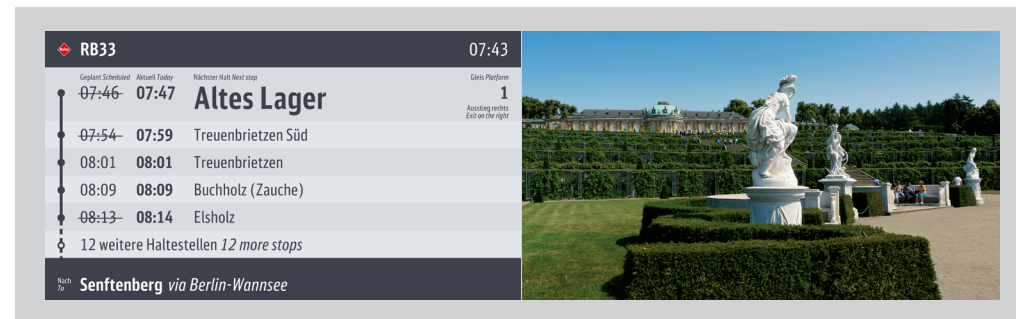 RB33 07:43
Geplant Scheduled Aktuell Today Nächster Halt Next stop Gleis Platform
07:46 07:47 Altes Lager 1
Ausstieg rechts
Exit on the right
07:54 07:59 Treuenbrietzen Süd
08:01 08:01 Treuenbrietzen
08:09 08:09 Buchholz (Zauche)
08:13 08:14 Elsholz
12 weitere Haltestellen 12 more stops
Nach
To
Senftenberg via Berlin-Wannsee